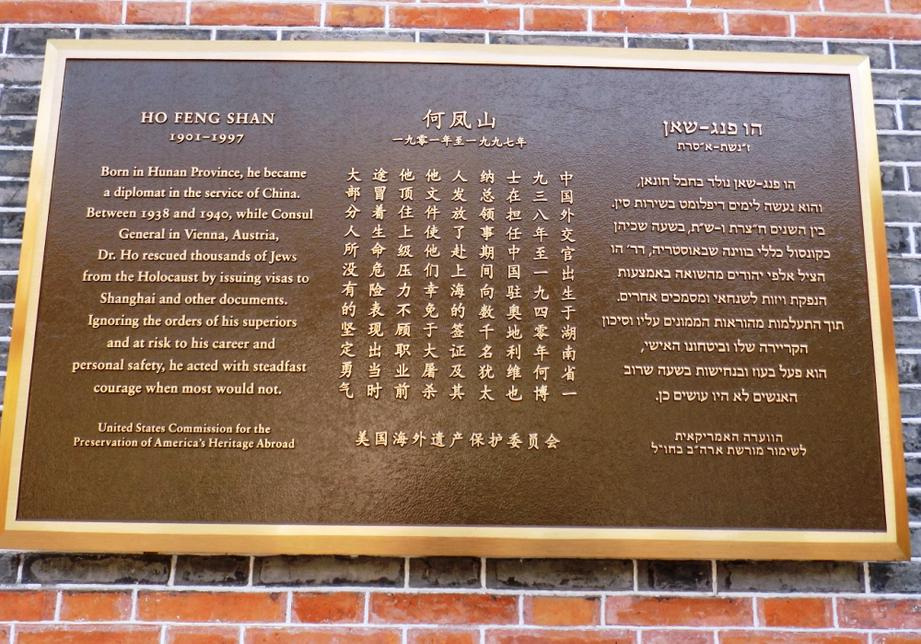 HO FENG SHAN
1901–1997
Born in Hunan Province, he became
a diplomat in the service of China.
Between 1938 and 1940, while Consul
General in Vienna, Austria,
Dr. Ho rescued thousands of Jews
from the Holocaust by issuing visas to
Shanghai and other documents.
Ignoring the orders of his superiors
and at risk to his career and
personal safety, he acted with steadfast
courage when most would not.
United States Commission for the
Preservation of America's Heritage Abroad
何凤山
一九零一年至一九九七年
中国外交官出生于湖南省一
九三八年至一九四零年何博
士在担任中国驻奥地利维也
纳总领事期间向数千名犹太
人发放了赴上海的签证及其
他文件使他们幸免于大屠杀
他顶住上级压力不顾职业前
途冒着生命危险表现出当时
大部分人所没有的坚定勇气
美国海外遗产保护委员会
הו פנג-שאן
תרס״א-תשנ״ז
הו פנג-שאן נולד בחבל חונאן,
והוא נעשה לימים דיפלומט בשירות סין.
בין השנים תרצ״ח ו-ת״ש, בשעה שכיהן
כקונסול כללי בווינה שבאוסטריה, דר׳ הו
הציל אלפי יהודים מהשואה באמצעות
הנפקת ויזות לשנחאי ומסמכים אחרים.
תוך התעלמות מהוראות הממונים עליו וסיכון
הקריירה שלו וביטחונו האישי,
הוא פעל בעוז ובנחישות בשעה שרוב
האנשים לא היו עושים כן.
הוועדה האמריקאית
לשימור מורשת ארה״ב בחו״ל